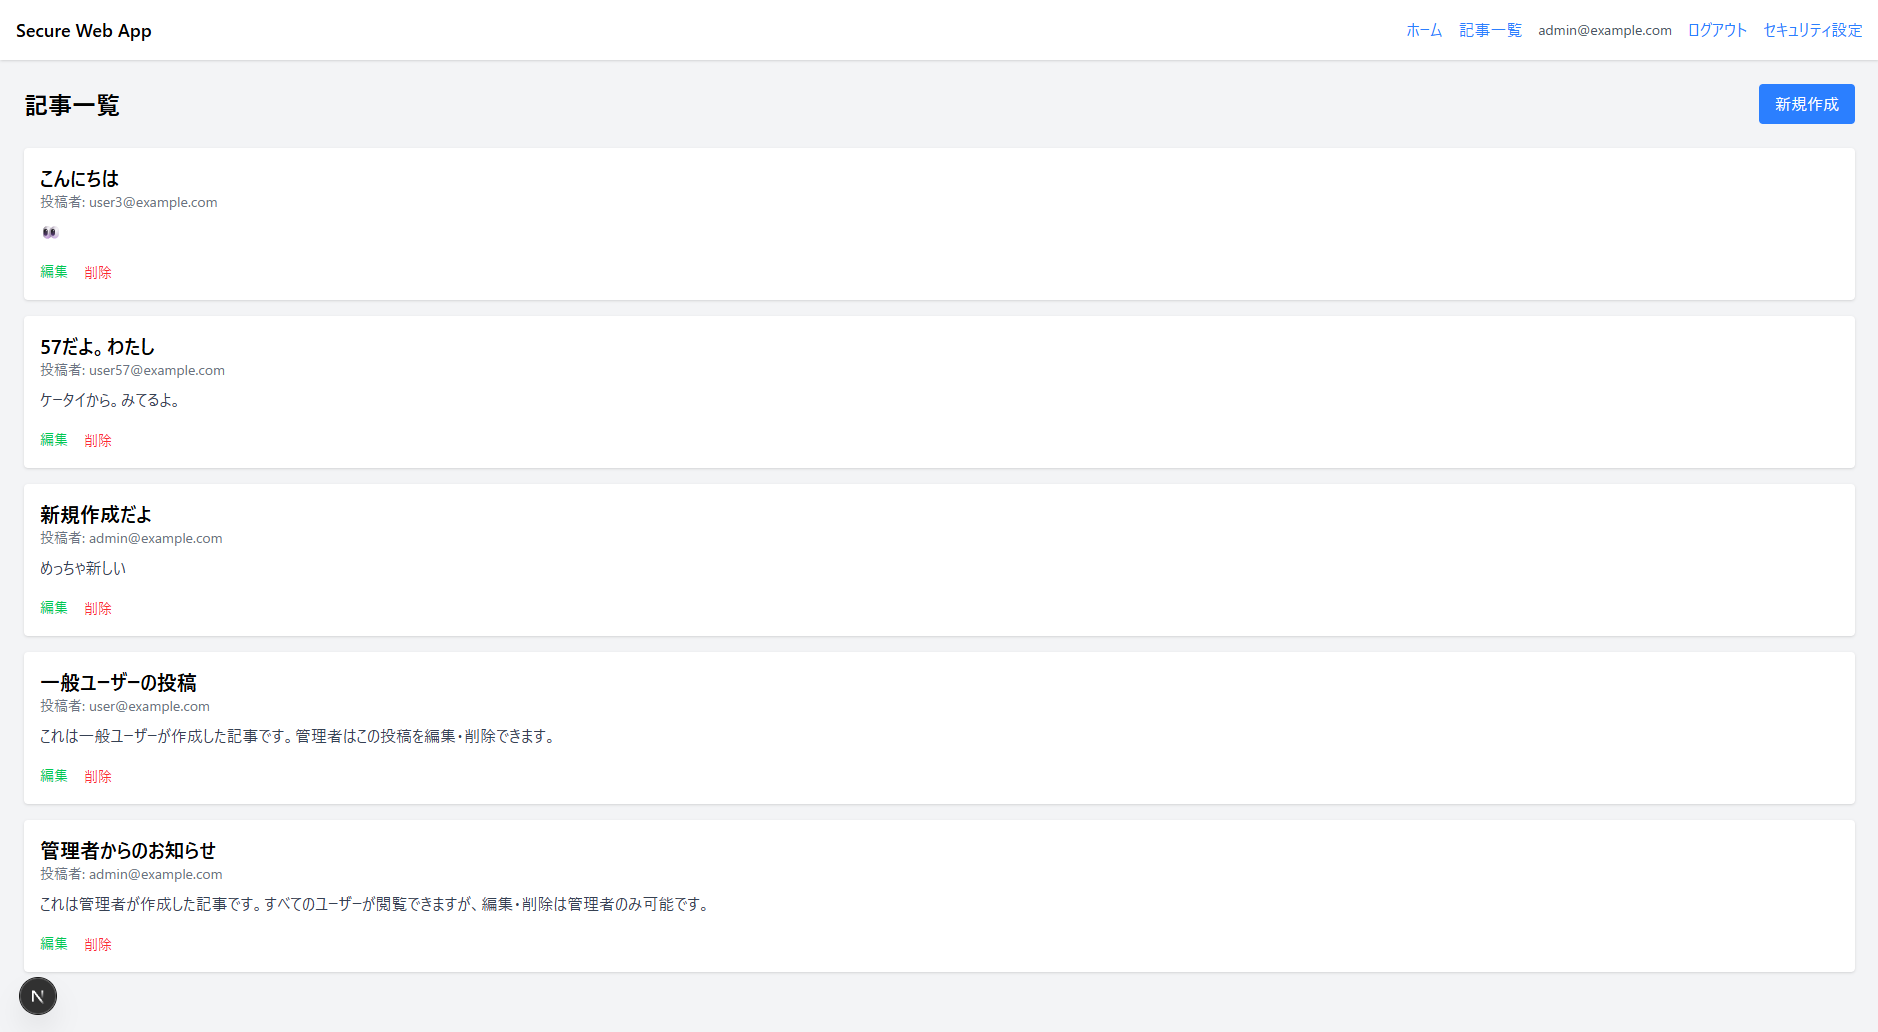 Secure Web App
ホーム 記事一覧 admin@example.com ログアウト セキュリティ設定
記事一覧
新規作成
こんにちは
投稿者: user3@example.com
👀
編集 削除
57だよ。わたし
投稿者: user57@example.com
ケータイから。みてるよ。
編集 削除
新規作成だよ
投稿者: admin@example.com
めっちゃ新しい
編集 削除
一般ユーザーの投稿
投稿者: user@example.com
これは一般ユーザーが作成した記事です。管理者はこの投稿を編集・削除できます。
編集 削除
管理者からのお知らせ
投稿者: admin@example.com
これは管理者が作成した記事です。すべてのユーザーが閲覧できますが、編集・削除は管理者のみ可能です。
編集 削除
N